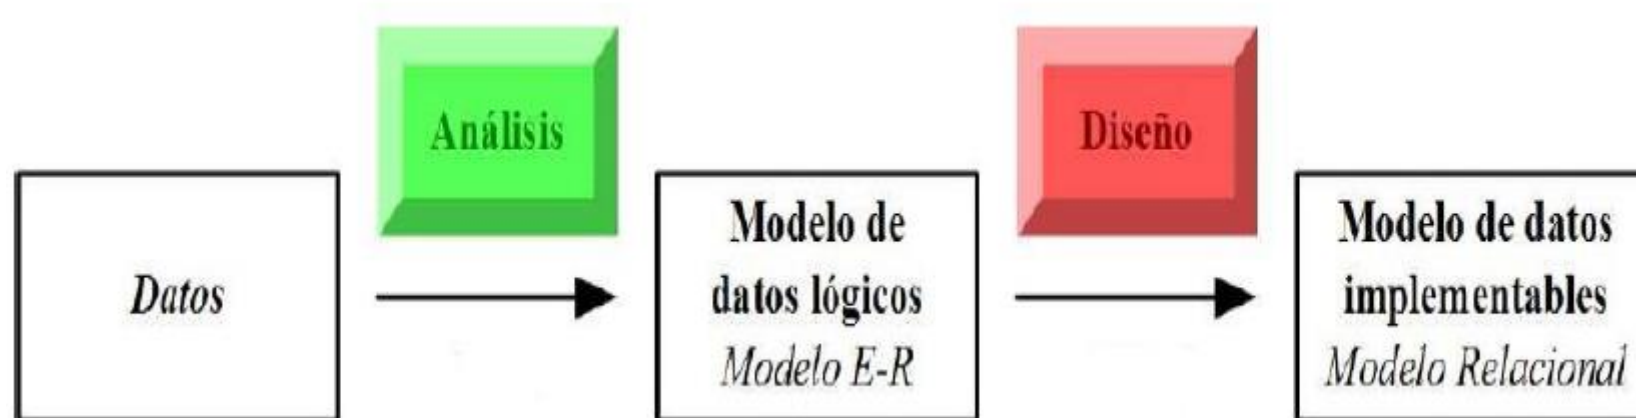 Análisis
Diseño
Datos
Modelo de
datos lógicos
Modelo E-R
Modelo de datos
implementables
Modelo Relacional